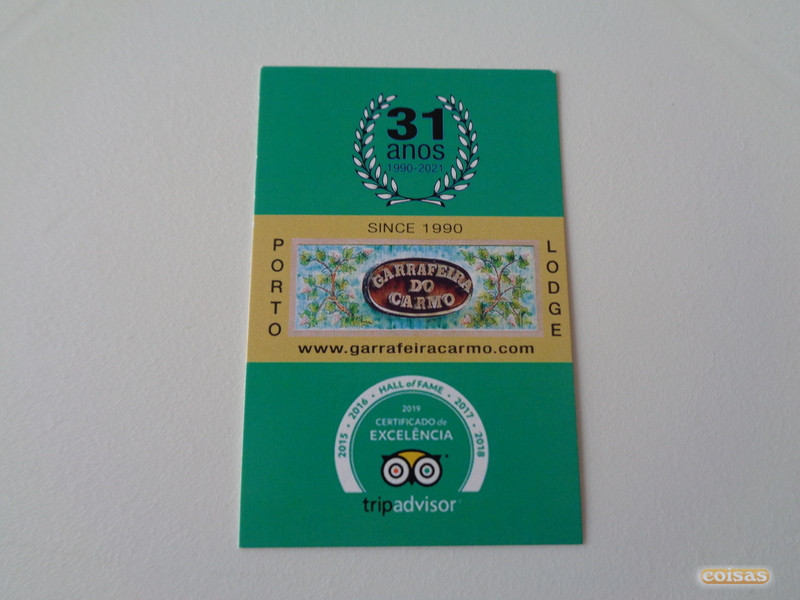 31
anos
1990-2021
SINCE 1990
PORTO
GARRAFEIRA
DO
CARMO
LODGE
www.garrafeiracarmo.com
2015 • 2016 • HALL of FAME • 2017 • 2018
2019
CERTIFICADO de
EXCELÊNCIA
tripadvisor
coisas